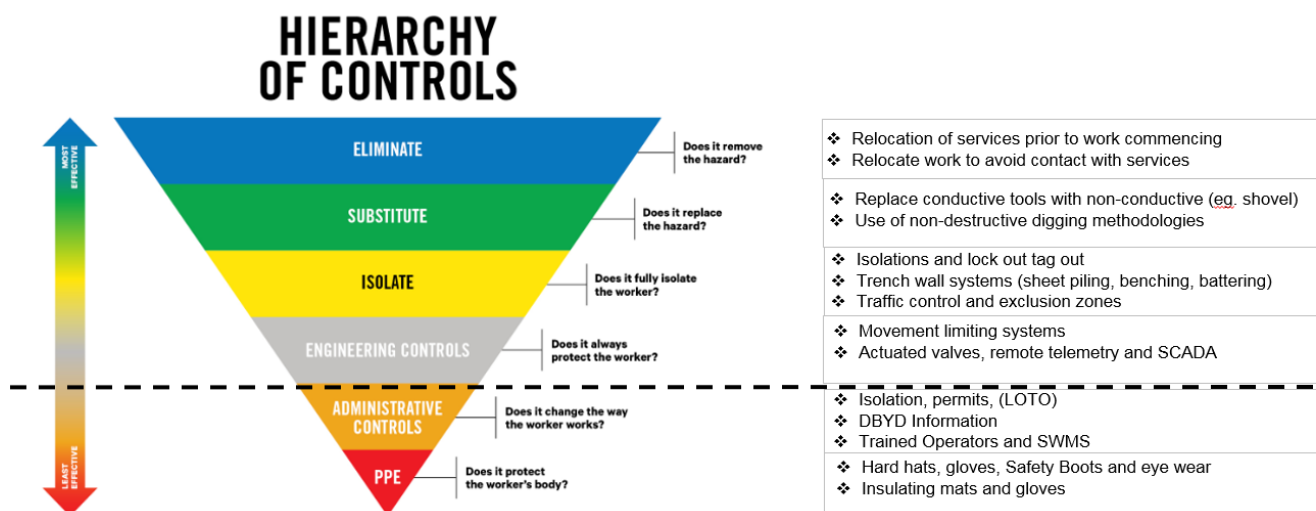 HIERARCHY
OF CONTROLS
MOST
EFFECTIVE
ELIMINATE
Does it remove
the hazard?
❖ Relocation of services prior to work commencing
❖ Relocate work to avoid contact with services
SUBSTITUTE
Does it replace
the hazard?
❖ Replace conductive tools with non-conductive (eg. shovel)
❖ Use of non-destructive digging methodologies
ISOLATE
Does it fully isolate
the worker?
❖ Isolations and lock out tag out
❖ Trench wall systems (sheet piling, benching, battering)
❖ Traffic control and exclusion zones
ENGINEERING CONTROLS
Does it always
protect the worker?
❖ Movement limiting systems
❖ Actuated valves, remote telemetry and SCADA
ADMINISTRATIVE
CONTROLS
Does it change the way
the worker works?
❖ Isolation, permits, (LOTO)
❖ DBYD Information
❖ Trained Operators and SWMS
LEAST
EFFECTIVE
PPE
Does it protect
the worker's body?
❖ Hard hats, gloves, Safety Boots and eye wear
❖ Insulating mats and gloves